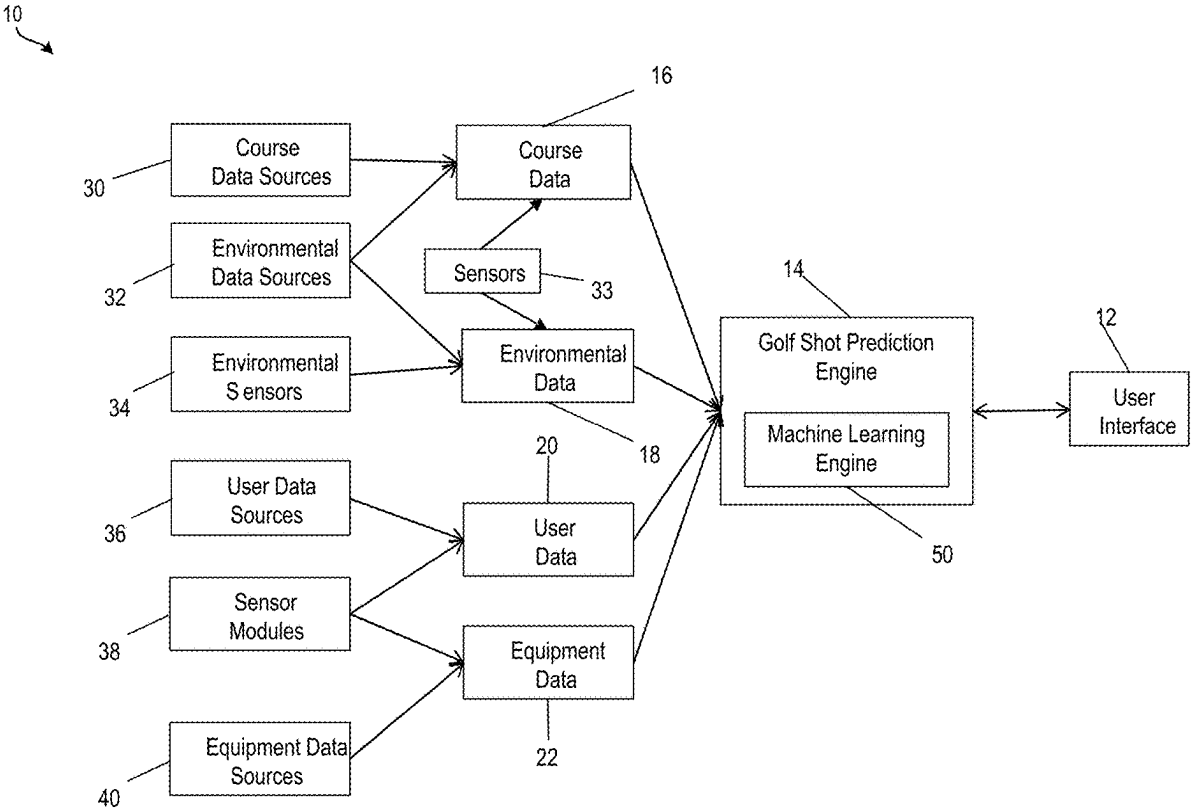 10
16
Course
Data Sources
30
Course
Data
Environmental
Data Sources
32
Sensors
33
14
12
Environmental
Sensors
34
Environmental
Data
18
Golf Shot Prediction
Engine
Machine Learning
Engine
50
User
Interface
20
User Data
Sources
36
User
Data
Sensor
Modules
38
Equipment
Data
22
Equipment Data
Sources
40